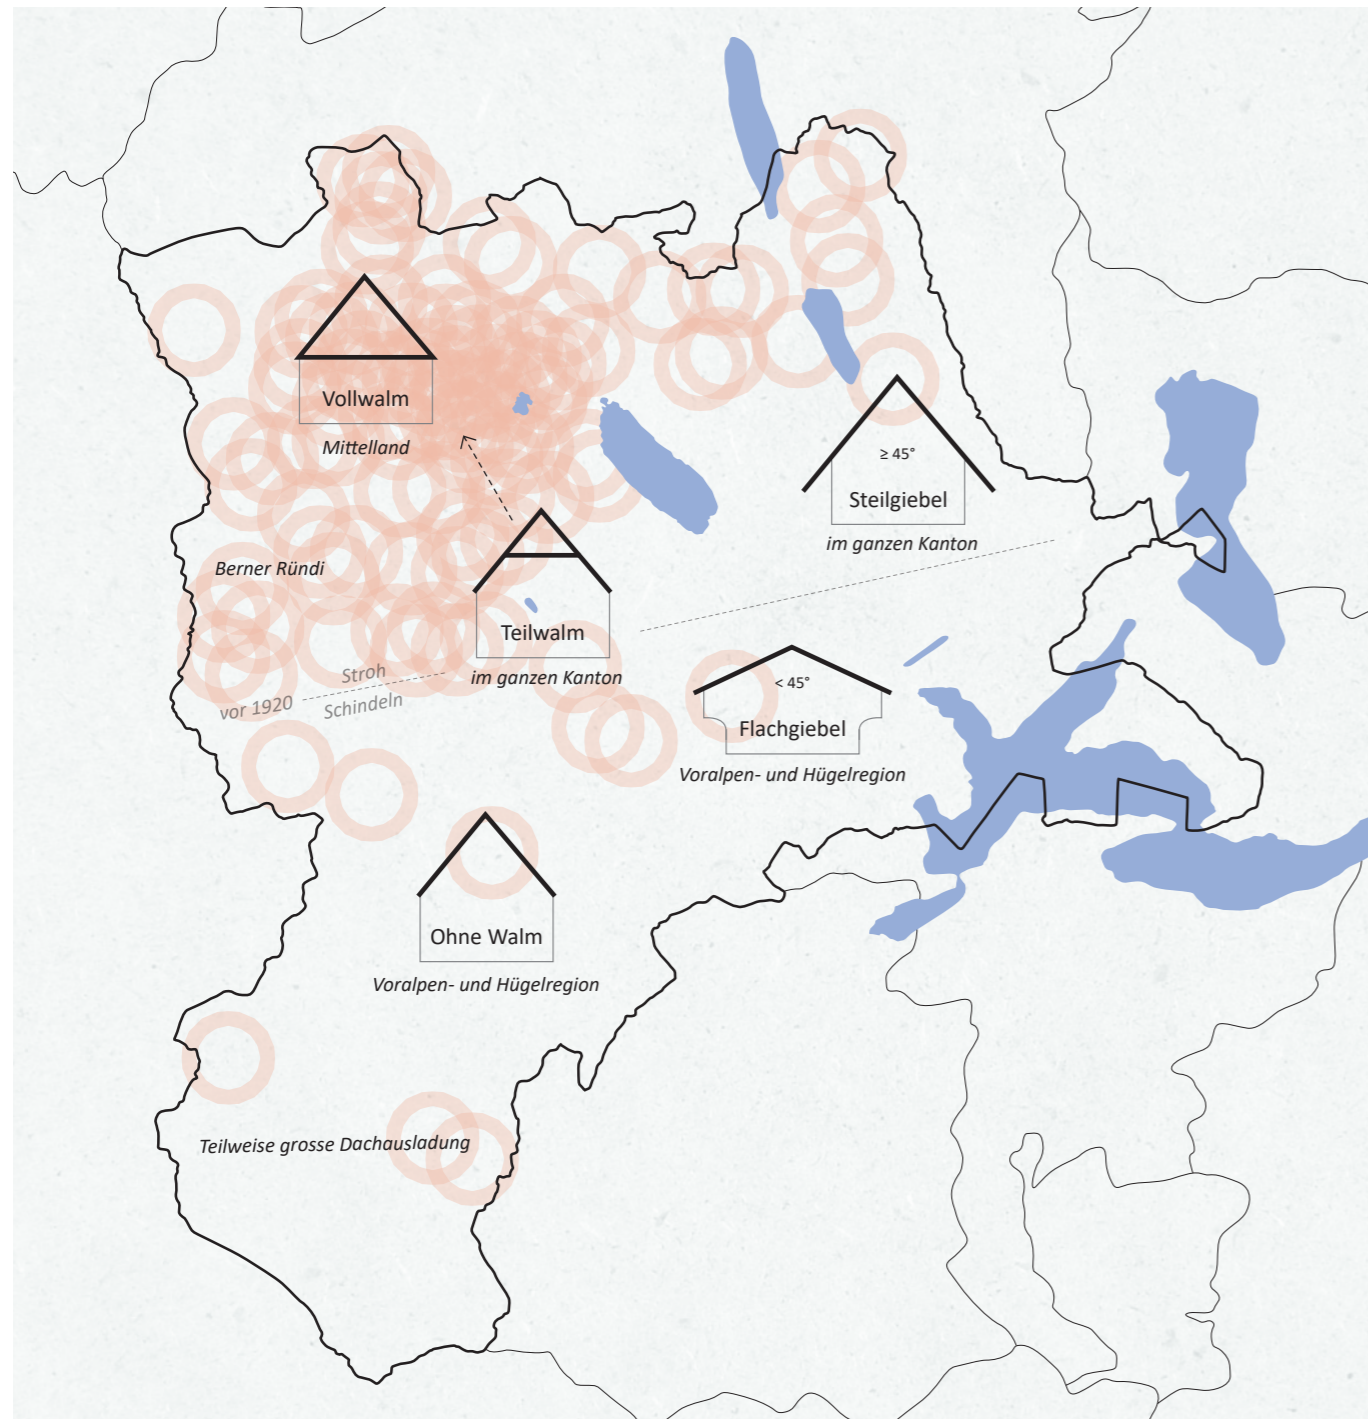 Vollwalm
Mittelland
≥ 45°
Steilgiebel
im ganzen Kanton
Berner Ründi
Teilwalm
im ganzen Kanton
Stroh
vor 1920
Schindeln
< 45°
Flachgiebel
Voralpen- und Hügelregion
Ohne Walm
Voralpen- und Hügelregion
Teilweise grosse Dachausladung